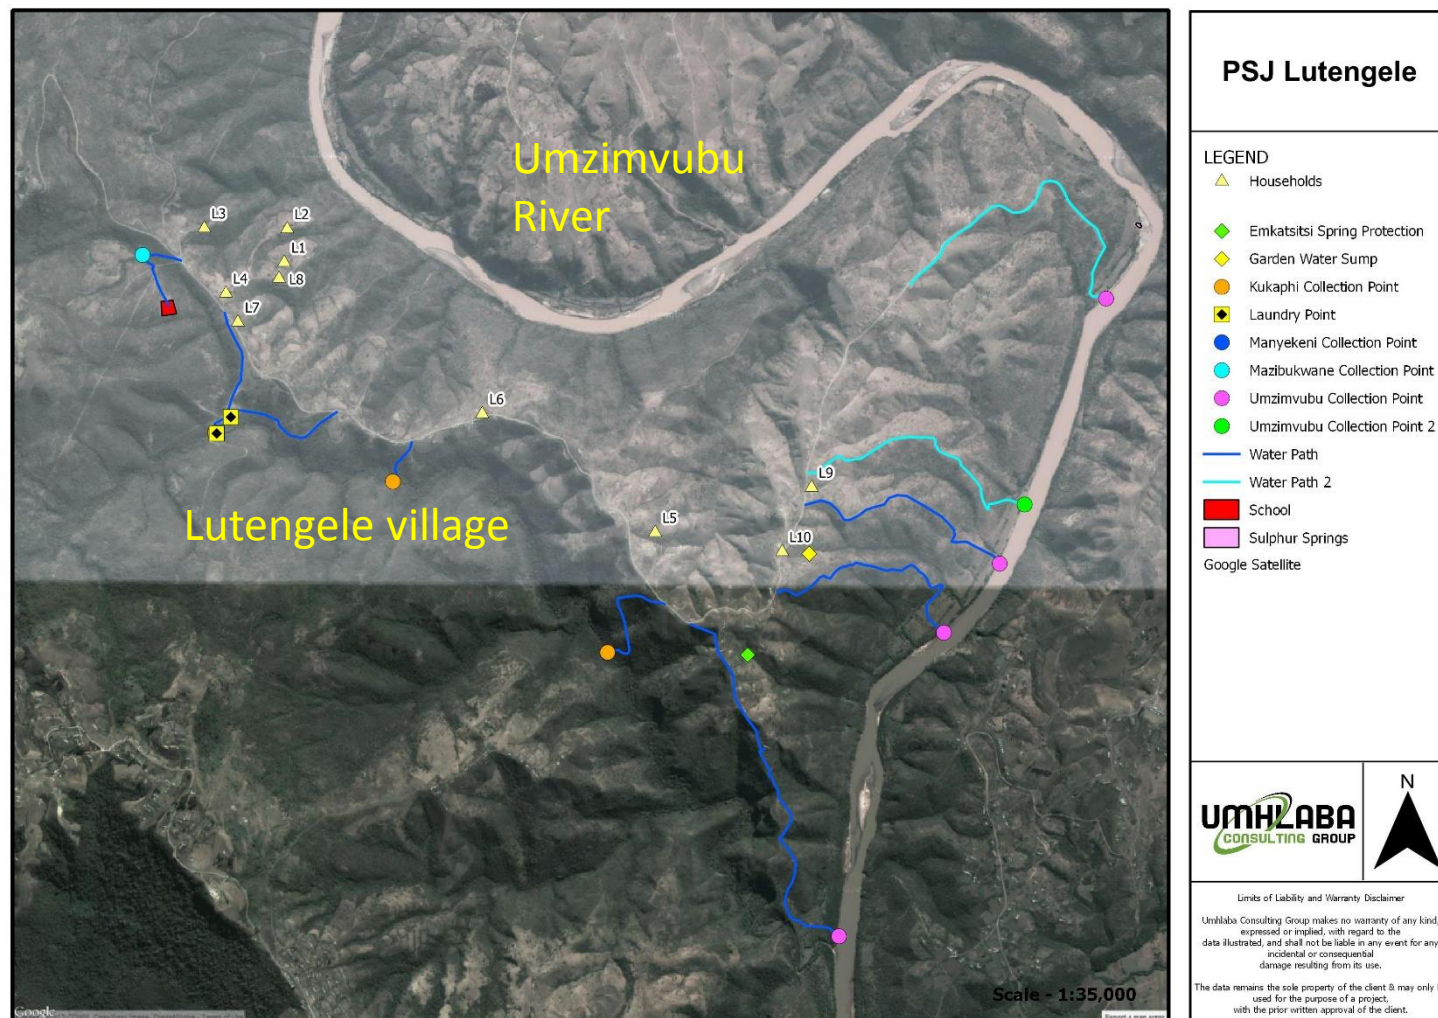 Umzimvubu
River
L3
L2
L1
L8
L4
L7
L6
L9
L5
L10
Lutengele village
Scale - 1:35,000
Google
PSJ Lutengele
LEGEND
Households
Emkatsitsi Spring Protection
Garden Water Sump
Kukaphi Collection Point
Laundry Point
Manyekeni Collection Point
Mazibukwane Collection Point
Umzimvubu Collection Point
Umzimvubu Collection Point 2
Water Path
Water Path 2
School
Sulphur Springs
Google Satellite
UMHLABA
CONSULTING GROUP
N
Limits of Liability and Warranty Disclaimer
Umhlaba Consulting Group makes no warranty of any kind,
expressed or implied, with regard to the
data illustrated, and shall not be liable in any event for any
incidental or consequential
damage resulting from its use.
The data remains the sole property of the client & may only
used for the purpose of a project,
with the prior written approval of the client.